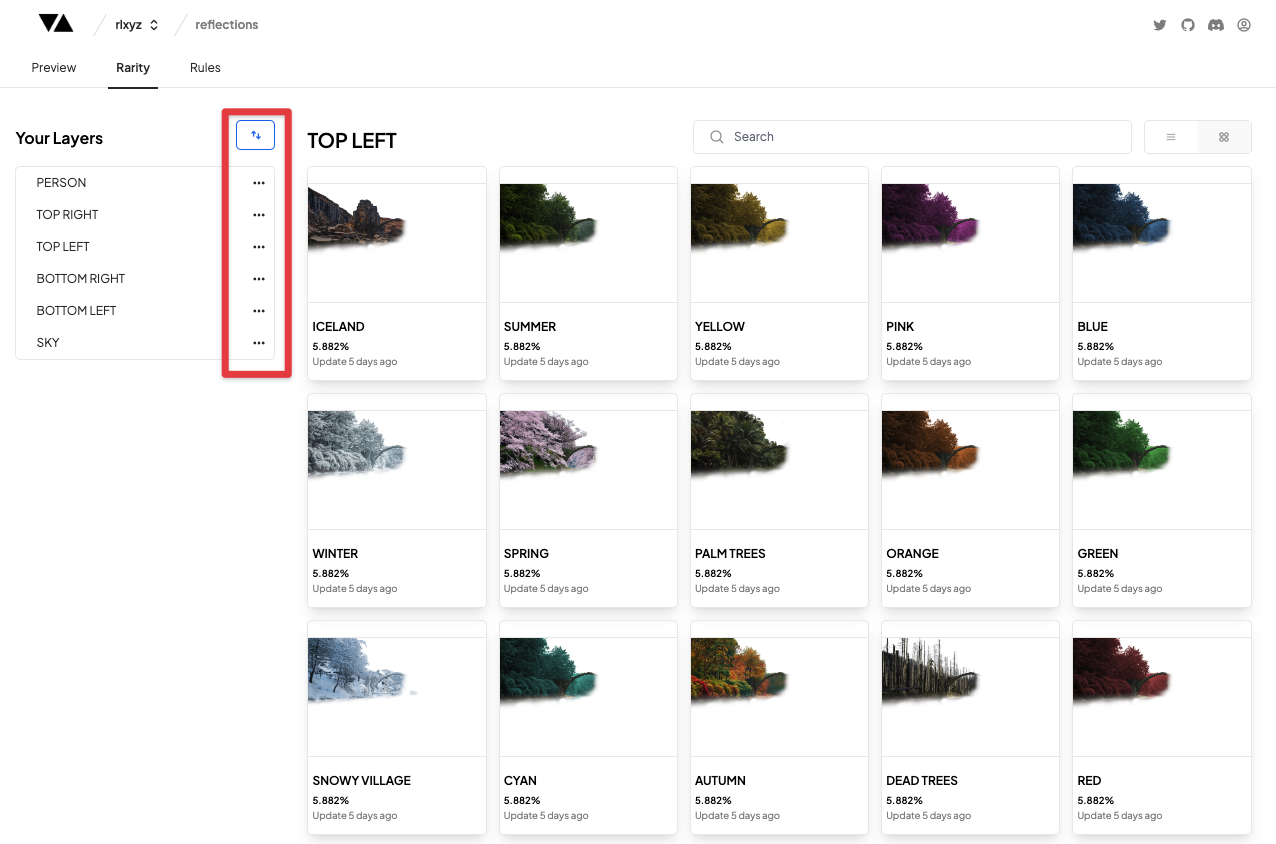 rlxyz
reflections
Preview
Rarity
Rules
Your Layers
PERSON
TOP RIGHT
TOP LEFT
BOTTOM RIGHT
BOTTOM LEFT
SKY
TOP LEFT
Search
ICELAND
5.882%
Update 5 days ago
SUMMER
5.882%
Update 5 days ago
YELLOW
5.882%
Update 5 days ago
PINK
5.882%
Update 5 days ago
BLUE
5.882%
Update 5 days ago
WINTER
5.882%
Update 5 days ago
SPRING
5.882%
Update 5 days ago
PALM TREES
5.882%
Update 5 days ago
ORANGE
5.882%
Update 5 days ago
GREEN
5.882%
Update 5 days ago
SNOWY VILLAGE
5.882%
Update 5 days ago
CYAN
5.882%
Update 5 days ago
AUTUMN
5.882%
Update 5 days ago
DEAD TREES
5.882%
Update 5 days ago
RED
5.882%
Update 5 days ago